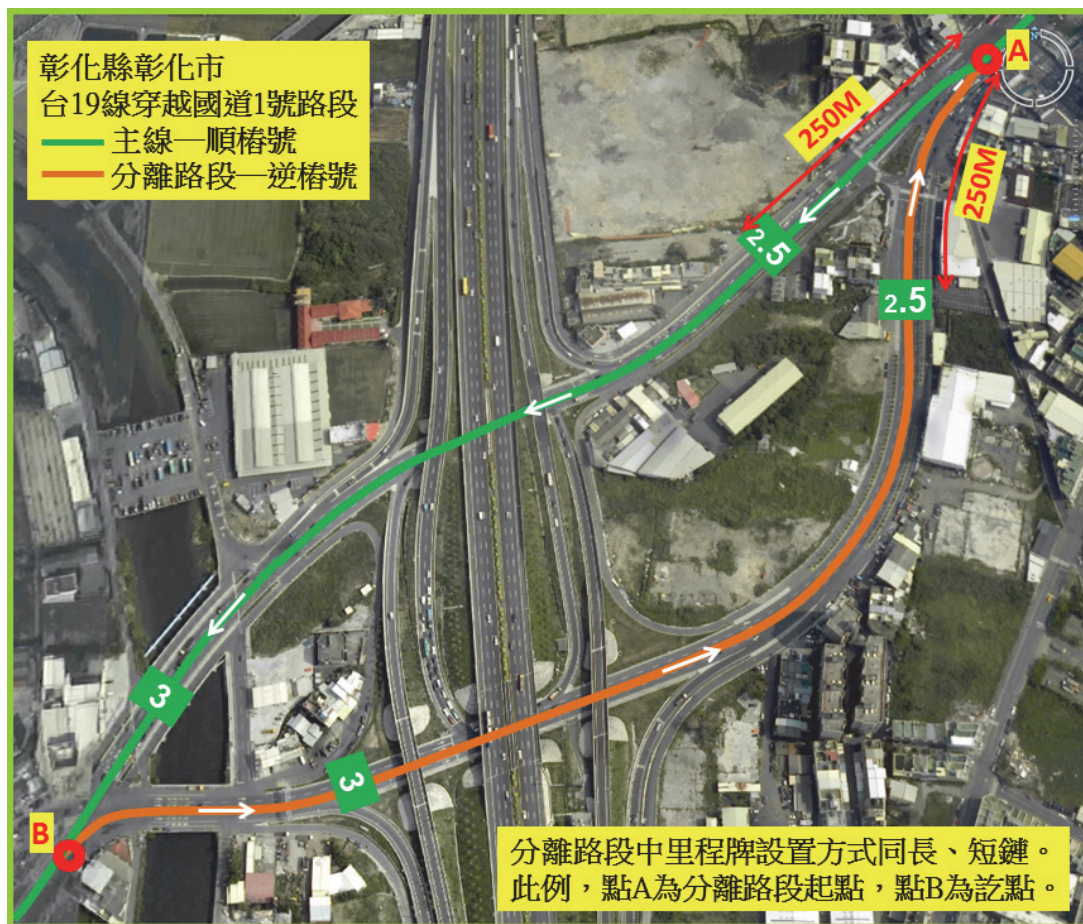 彰化縣彰化市
台19線穿越國道1號路段
主線—順樁號
分離路段—逆樁號
A
N
250M
250M
2.5
2.5
3
3
B
分離路段中里程牌設置方式同長、短鏈。
此例，點A為分離路段起點，點B為訖點。